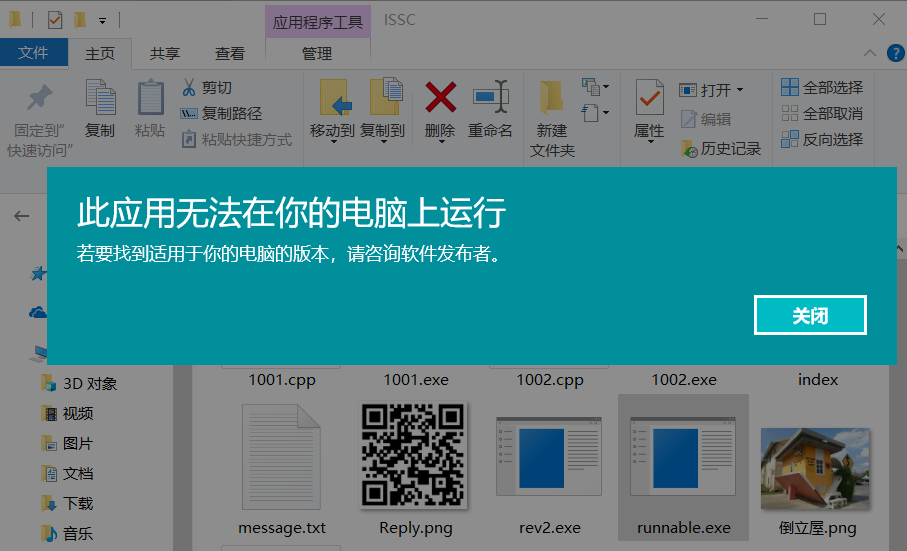 应用程序工具
ISSC
文件
主页
共享
查看
管理
固定到"
快速访问"
复制
粘贴
剪切
复制路径
粘贴快捷方式
移动到
复制到
删除
重命名
新建
文件夹
属性
打开
编辑
历史记录
全部选择
全部取消
反向选择
此应用无法在你的电脑上运行
若要找到适用于你的电脑的版本，请咨询软件发布者。
关闭
3D 对象
视频
图片
文档
下载
音乐
1001.cpp
1001.exe
1002.cpp
1002.exe
index
message.txt
Reply.png
rev2.exe
runnable.exe
倒立屋.png